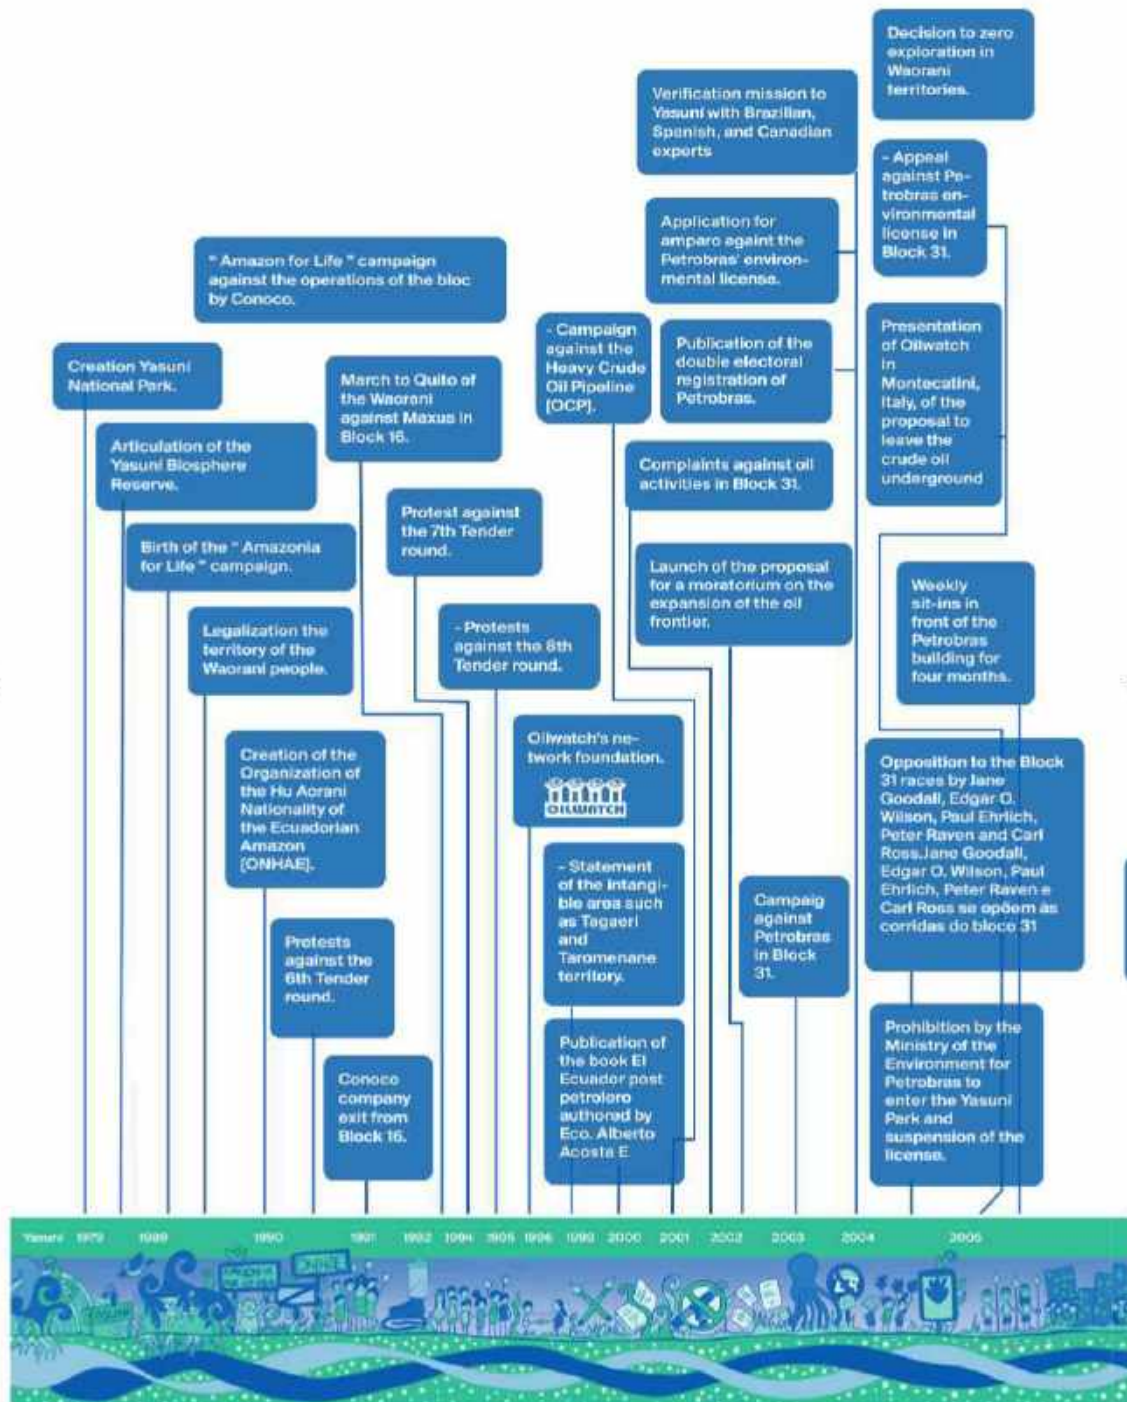 Decision to zero
exploration in
Waorani
territories.
Verification mission to
Yasuní with Brazilian,
Spanish, and Canadian
experts
- Appeal
against Pe-
trobras en-
vironmental
license in
Block 31.
Application for
amparo againt the
Petrobras' environ-
mental license.
" Amazon for Life " campaign
against the operations of the bloc
by Conoco.
Presentation
of Oilwatch
in
Montecatini,
Italy, of the
proposal to
leave the
crude oil
underground
- Campaign
against the
Heavy Crude
Oil Pipeline
[OCP].
Publication of the
double electoral
registration of
Petrobras.
Creation Yasuní
National Park.
March to Quito of
the Waorani
against Maxus in
Block 16.
Articulation of the
Yasuní Biosphere
Reserve.
Complaints against oil
activities in Block 31.
Protest against
the 7th Tender
round.
Birth of the " Amazonia
for Life " campaign.
Launch of the proposal
for a moratorium on the
expansion of the oil
frontier.
Weekly
sit-ins in
front of the
Petrobras
building for
four months.
Legalization the
territory of the
Waorani people.
- Protests
against the 8th
Tender round.
Oilwatch's ne-
twork foundation.
OILWATCH
Creation of the
Organization of
the Hu Aorani
Nationality of
the Ecuadorian
Amazon
[ONHAE].
Opposition to the Block
31 races by Jane
Goodall, Edgar O.
Wilson, Paul Ehrlich,
Peter Raven and Carl
Ross.Jane Goodall,
Edgar O. Wilson, Paul
Ehrlich, Peter Raven e
Carl Ross se opõem às
corridas do bloco 31
- Statement
of the intangi-
ble area such
as Tagaeri
and
Taromenane
territory.
Campaig
against
Petrobras
in Block
31.
Protests
against the
6th Tender
round.
Prohibition by the
Ministry of the
Environment for
Petrobras to
enter the Yasuní
Park and
suspension of the
license.
Publication of
the book El
Ecuador post
petrolero
authored by
Eco. Alberto
Acosta E
Conoco
company
exit from
Block 16.
Yasuní 1979 1989 1990 1991 1992 1994 1995 1996 1999 2000 2001 2002 2003 2004 2005